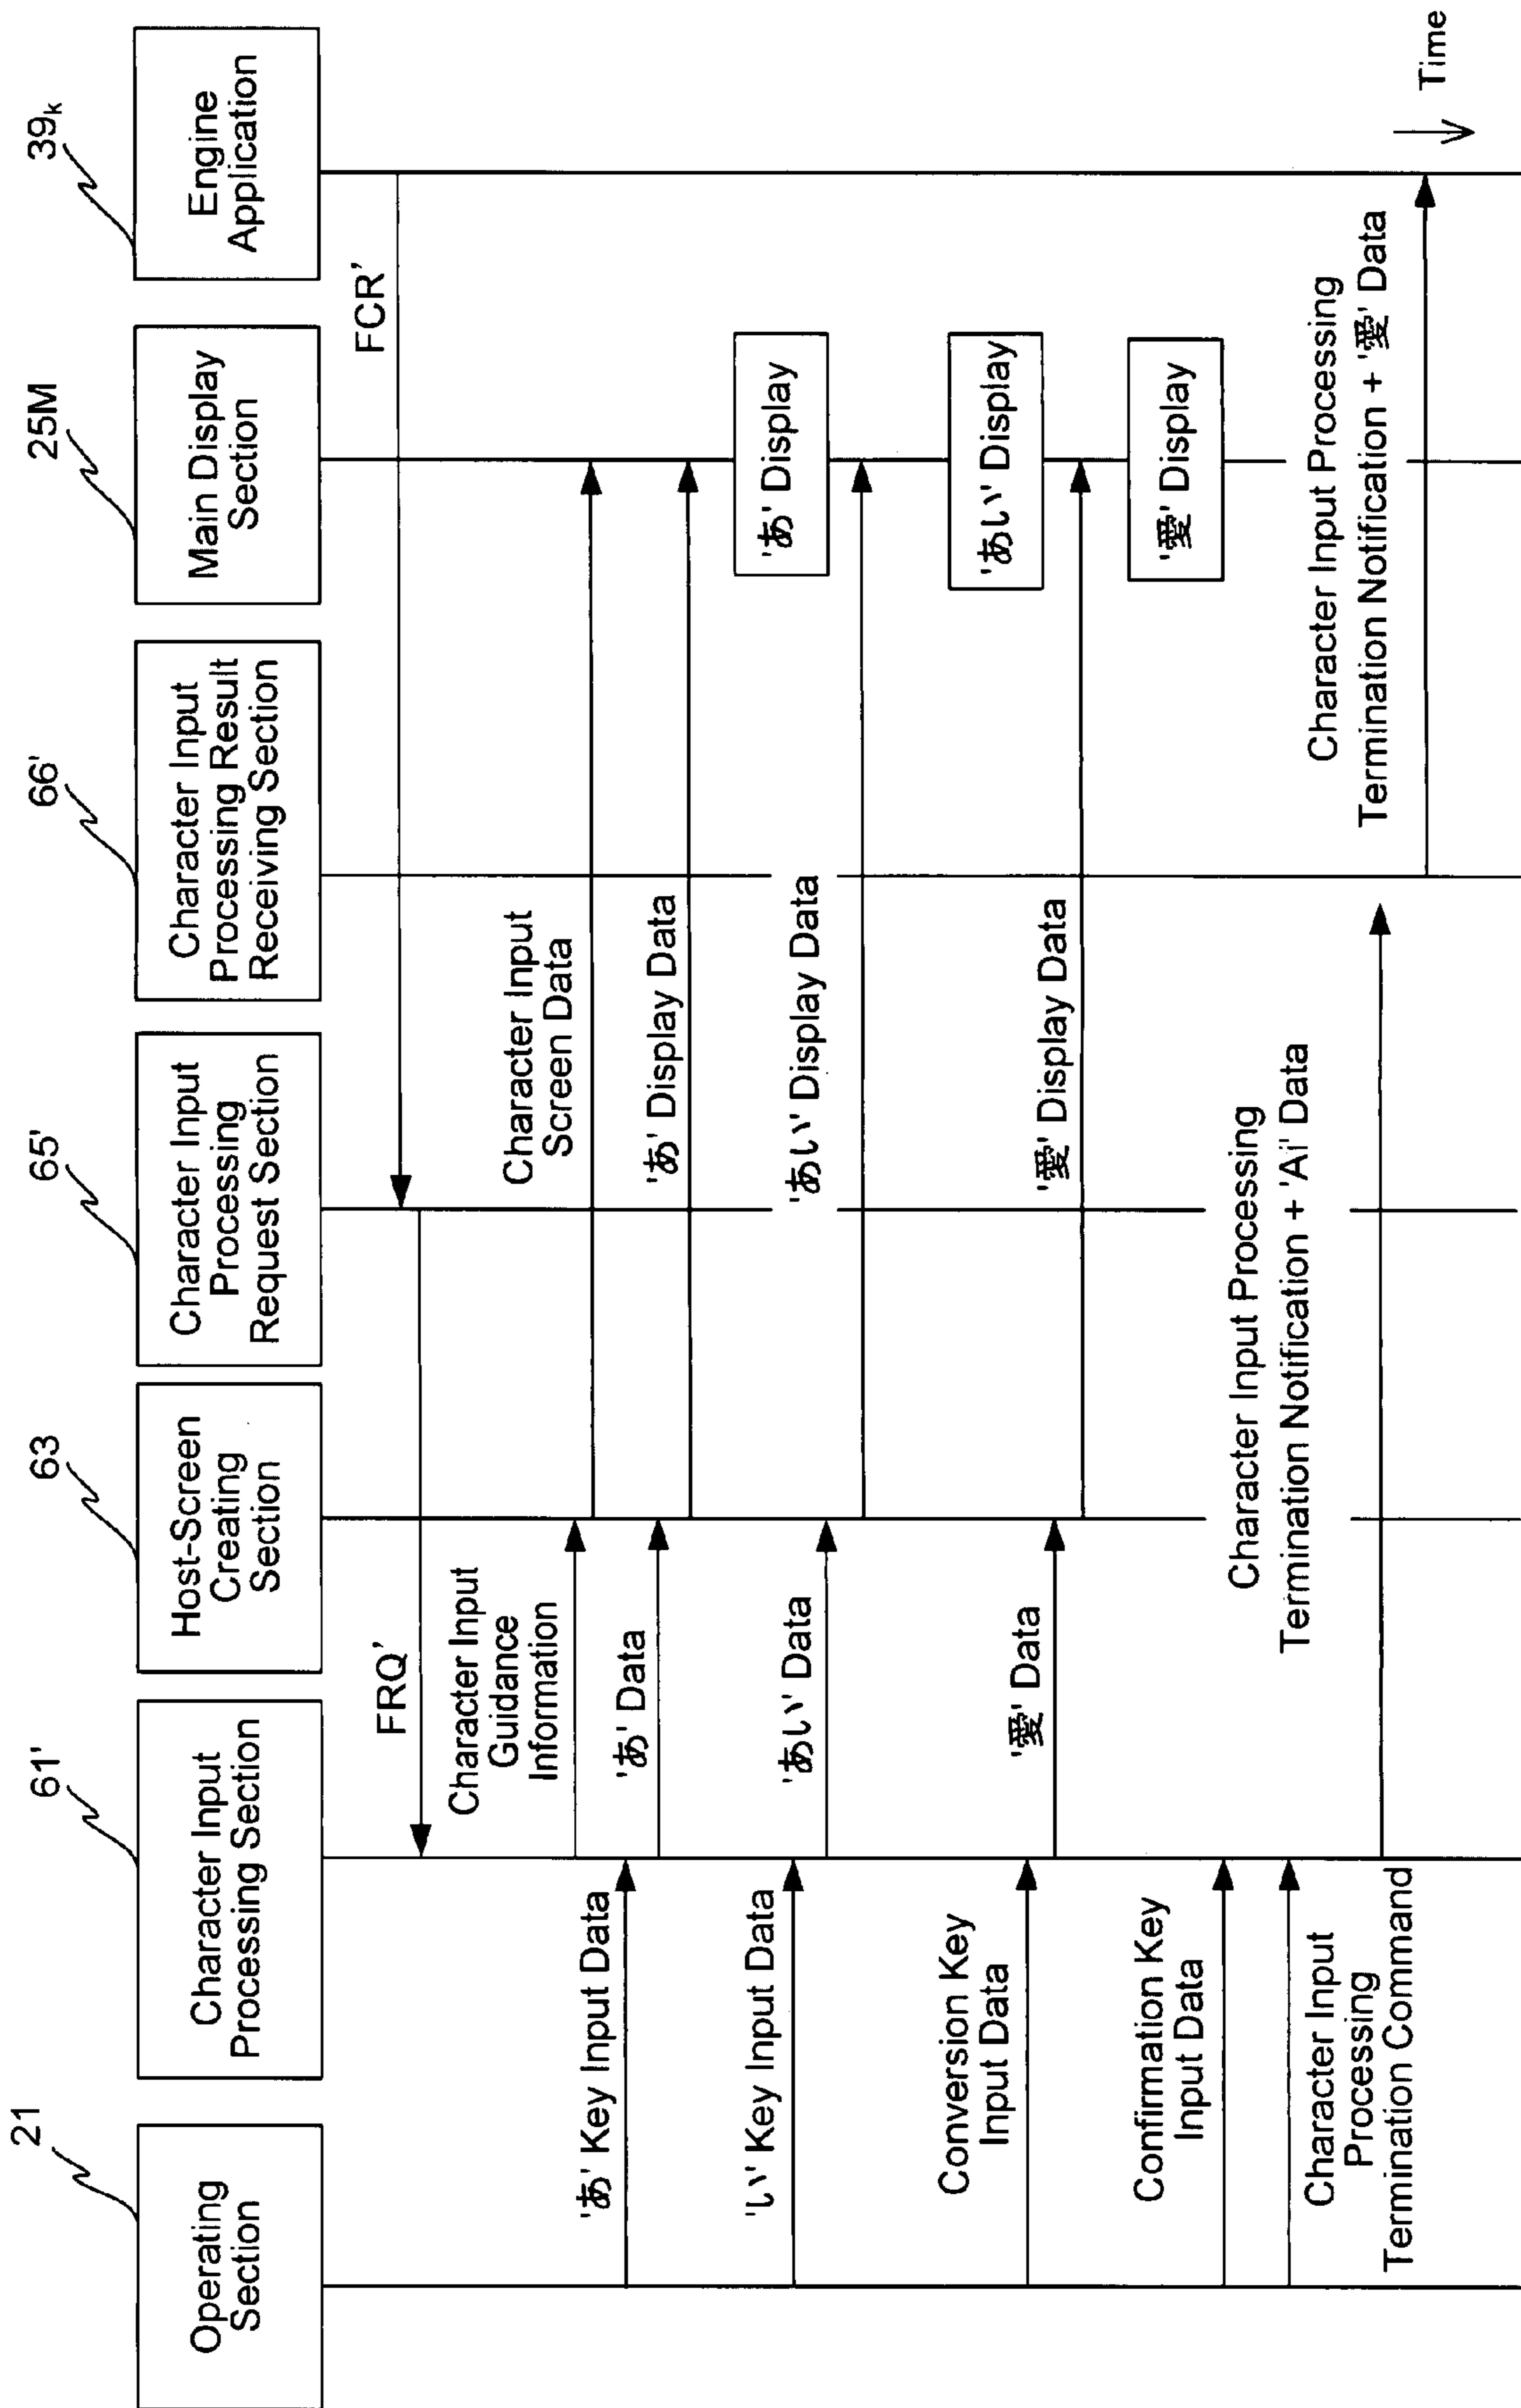 21
Operating
Section
61'
Character Input
Processing Section
63
Host-Screen
Creating
Section
65'
Character Input
Processing
Request Section
66'
Character Input
Processing Result
Receiving Section
25M
Main Display
Section
39k
Engine
Application
FCR'
FRQ'
Character Input
Guidance
Information
Character Input
Screen Data
'あ' Key Input Data
'あ' Data
'あ' Display Data
'あ' Display
'い' Key Input Data
'あい' Data
'あい' Display Data
'あい' Display
Conversion Key
Input Data
'愛' Data
'愛' Display Data
'愛' Display
Confirmation Key
Input Data
Character Input
Processing
Termination Command
Character Input Processing
Termination Notification + 'Ai' Data
Character Input Processing
Termination Notification + '愛' Data
Time